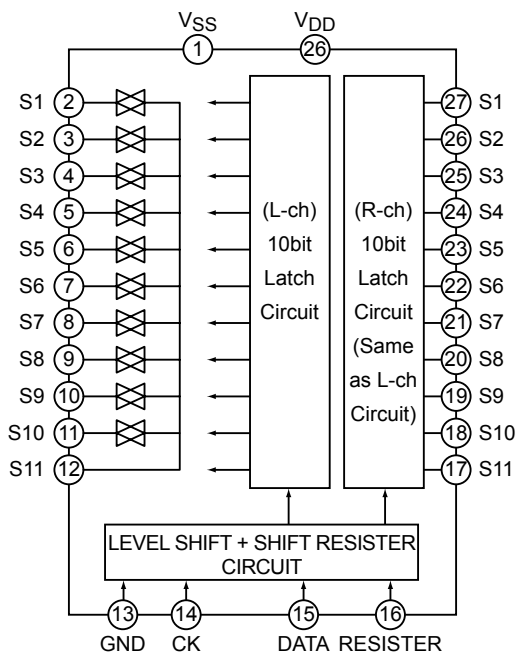 VSS VDD
1 26
S1 2 27 S1
S2 3 26 S2
S3 4 25 S3
S4 5 24 S4
S5 6 23 S5
S6 7 22 S6
S7 8 21 S7
S8 9 20 S8
S9 10 19 S9
S10 11 18 S10
S11 12 17 S11
(L-ch)
10bit
Latch
Circuit
(R-ch)
10bit
Latch
Circuit
(Same
as L-ch
Circuit)
LEVEL SHIFT + SHIFT RESISTER
CIRCUIT
13 14 15 16
GND CK DATA RESISTER